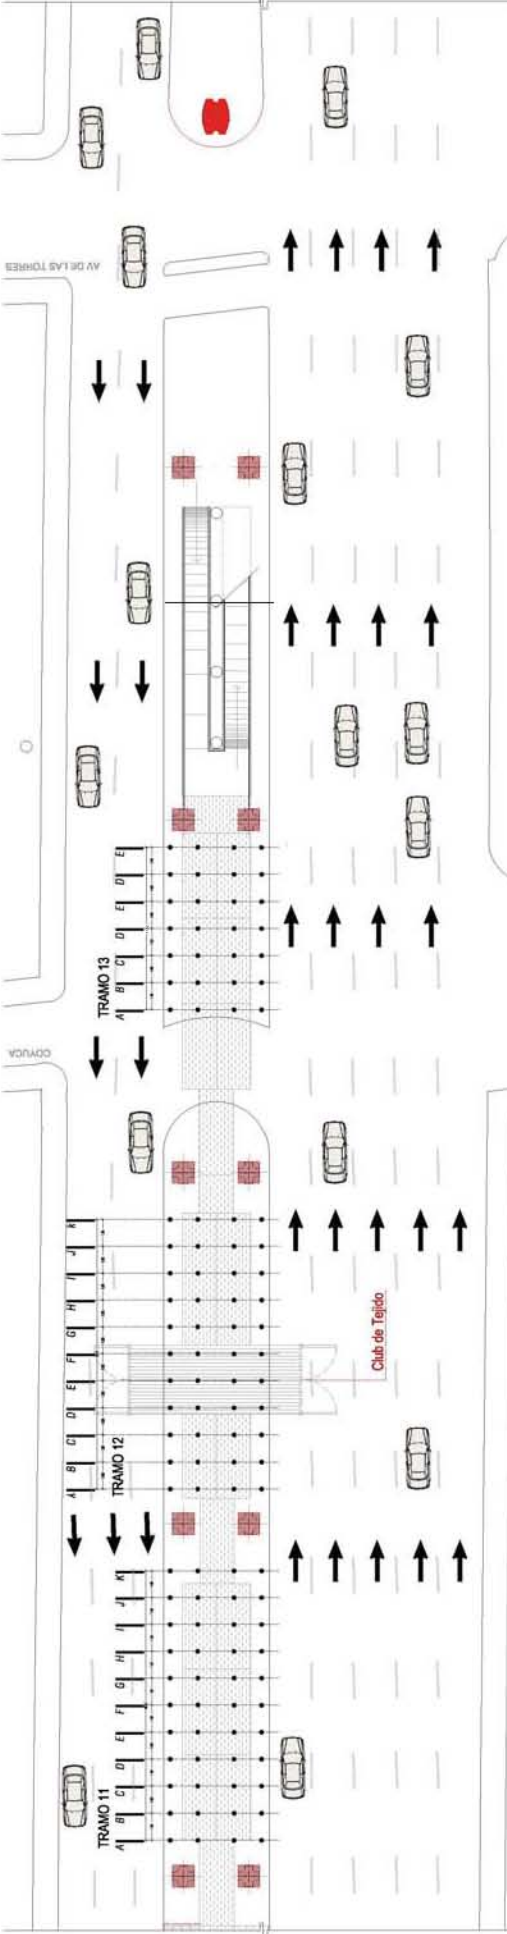 AV DE LAS TORRES
E
D
E
D
C
B
A
TRAMO 13
COYUCA
K
J
I
H
G
F
E
D
C
B
A
TRAMO 12
Club de Tejido
K
J
I
H
G
F
E
D
C
B
A
TRAMO 11